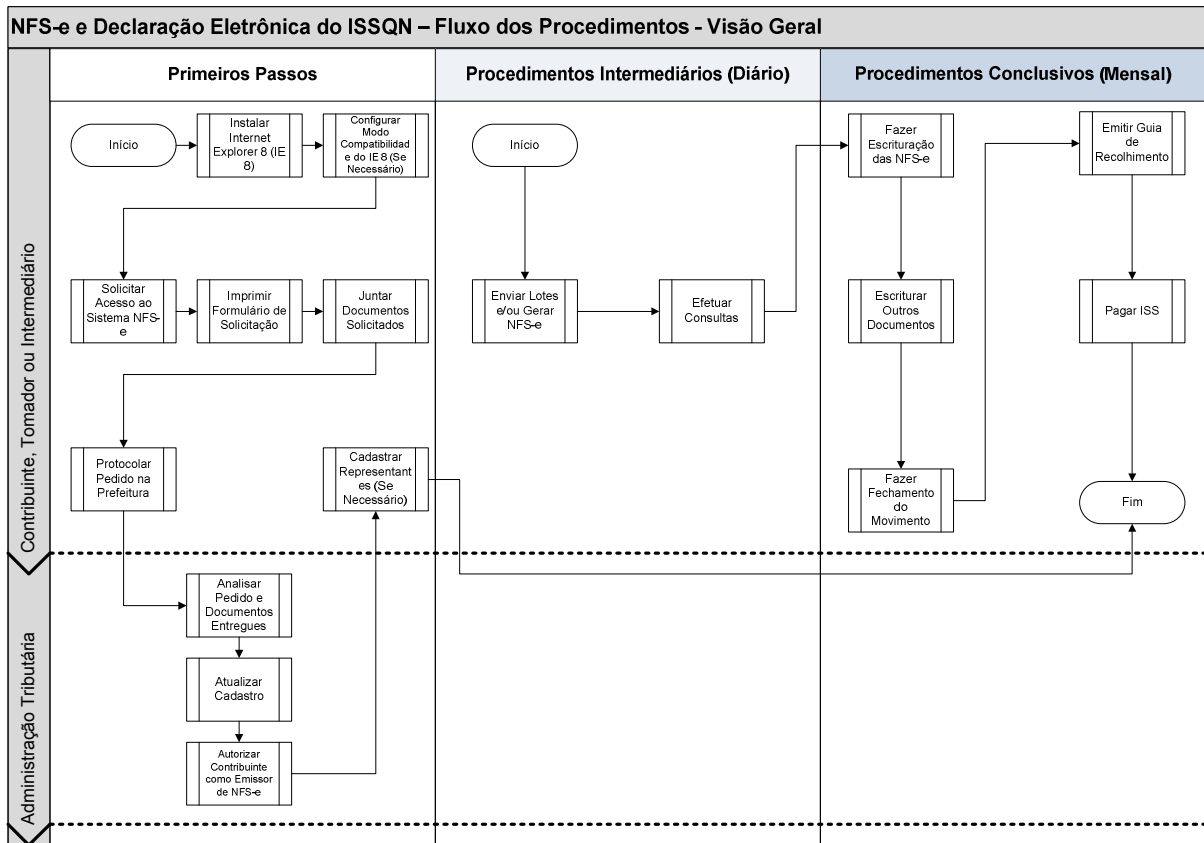 NFS-e e Declaração Eletrônica do ISSQN – Fluxo dos Procedimentos - Visão Geral
Primeiros Passos
Procedimentos Intermediários (Diário)
Procedimentos Conclusivos (Mensal)
Contribuinte, Tomador ou Intermediário
Início
Instalar
Internet
Explorer 8 (IE
8)
Configurar
Modo
Compatibilidad
e do IE 8 (Se
Necessário)
Solicitar
Acesso ao
Sistema NFS-
e
Imprimir
Formulário de
Solicitação
Juntar
Documentos
Solicitados
Protocolar
Pedido na
Prefeitura
Cadastrar
Representant
es (Se
Necessário)
Início
Enviar Lotes
e/ou Gerar
NFS-e
Efetuar
Consultas
Fazer
Escrituração
das NFS-e
Escriturar
Outros
Documentos
Fazer
Fechamento
do
Movimento
Emitir Guia
de
Recolhimento
Pagar ISS
Fim
Administração Tributária
Analisar
Pedido e
Documentos
Entregues
Atualizar
Cadastro
Autorizar
Contribuinte
como Emissor
de NFS-e